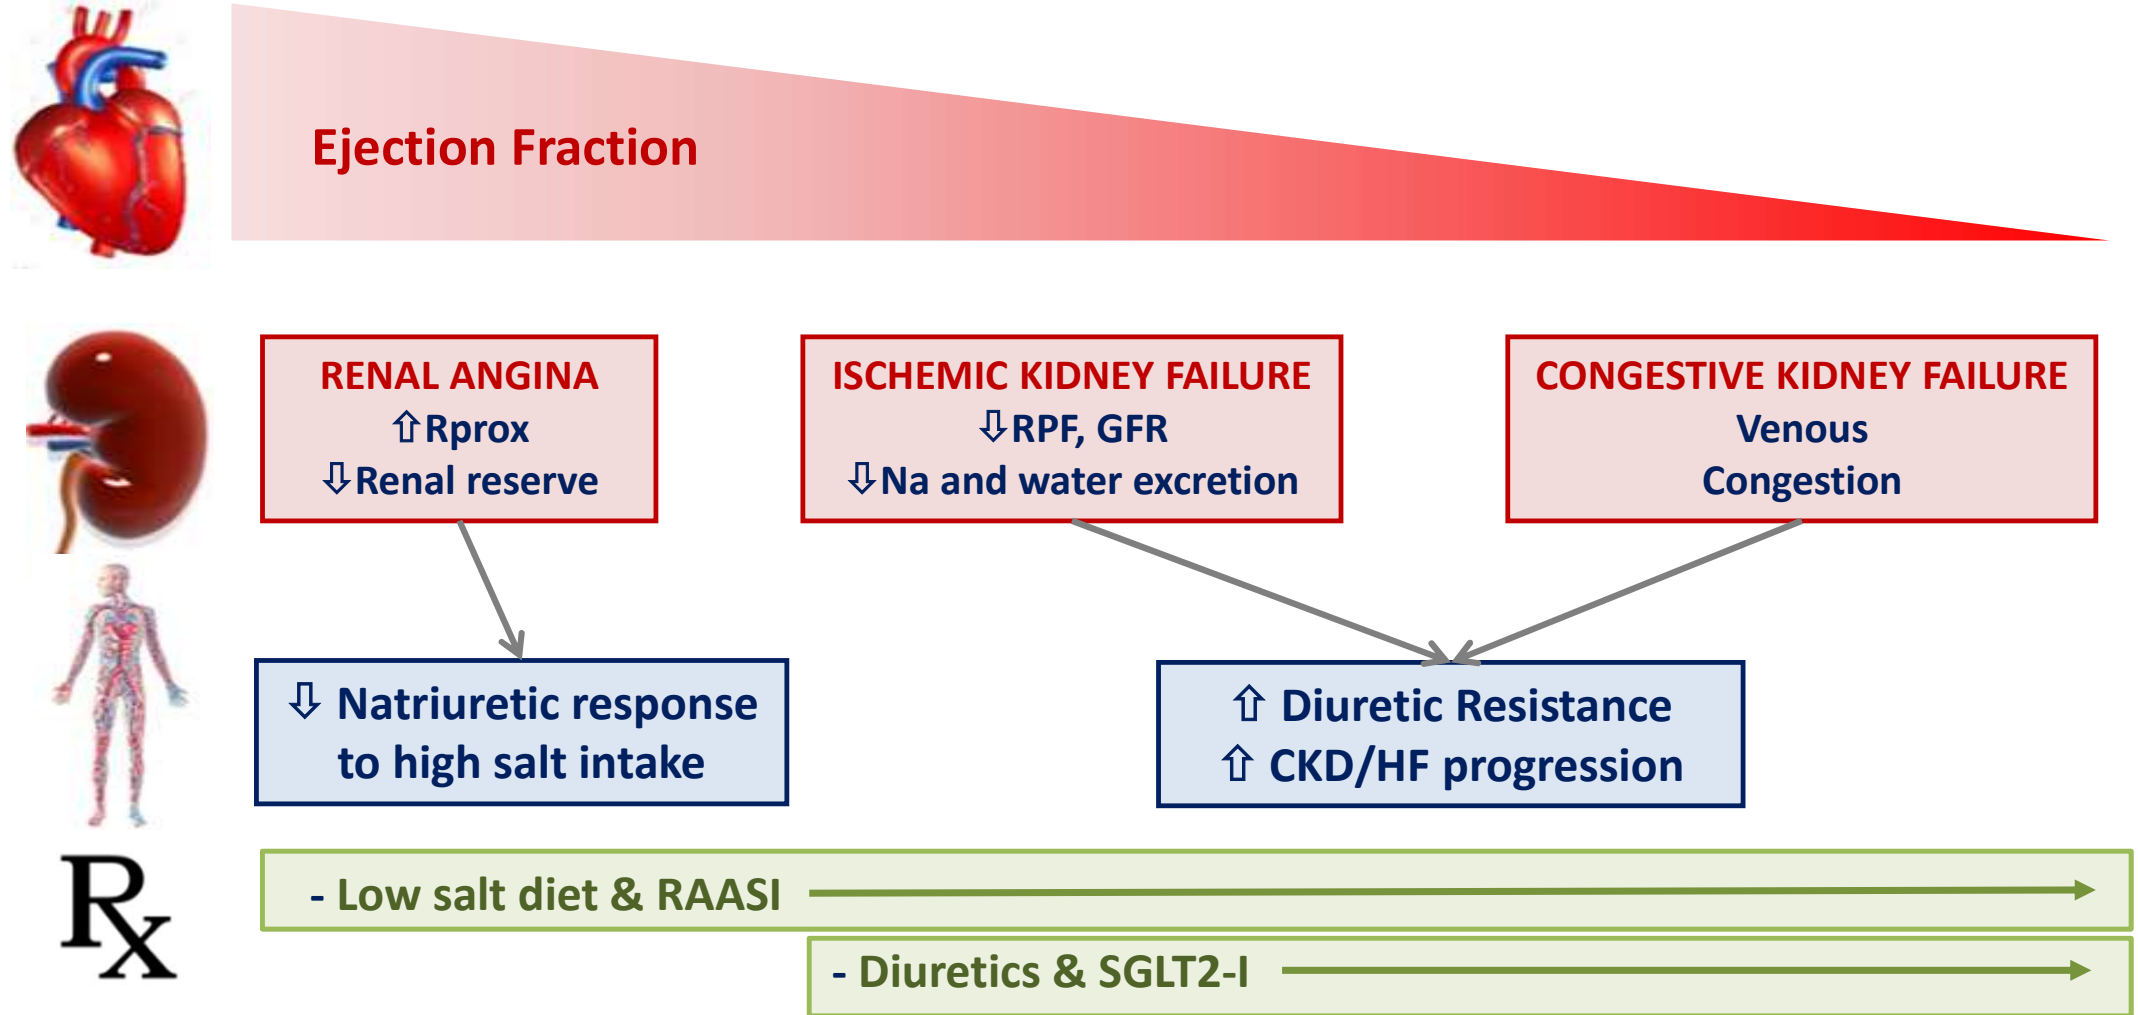 Ejection Fraction
RENAL ANGINA
⇧Rprox
⇩Renal reserve
ISCHEMIC KIDNEY FAILURE
⇩RPF, GFR
⇩Na and water excretion
CONGESTIVE KIDNEY FAILURE
Venous
Congestion
⇩ Natriuretic response
to high salt intake
⇧ Diuretic Resistance
⇧ CKD/HF progression
Rx
- Low salt diet & RAASI
- Diuretics & SGLT2-I